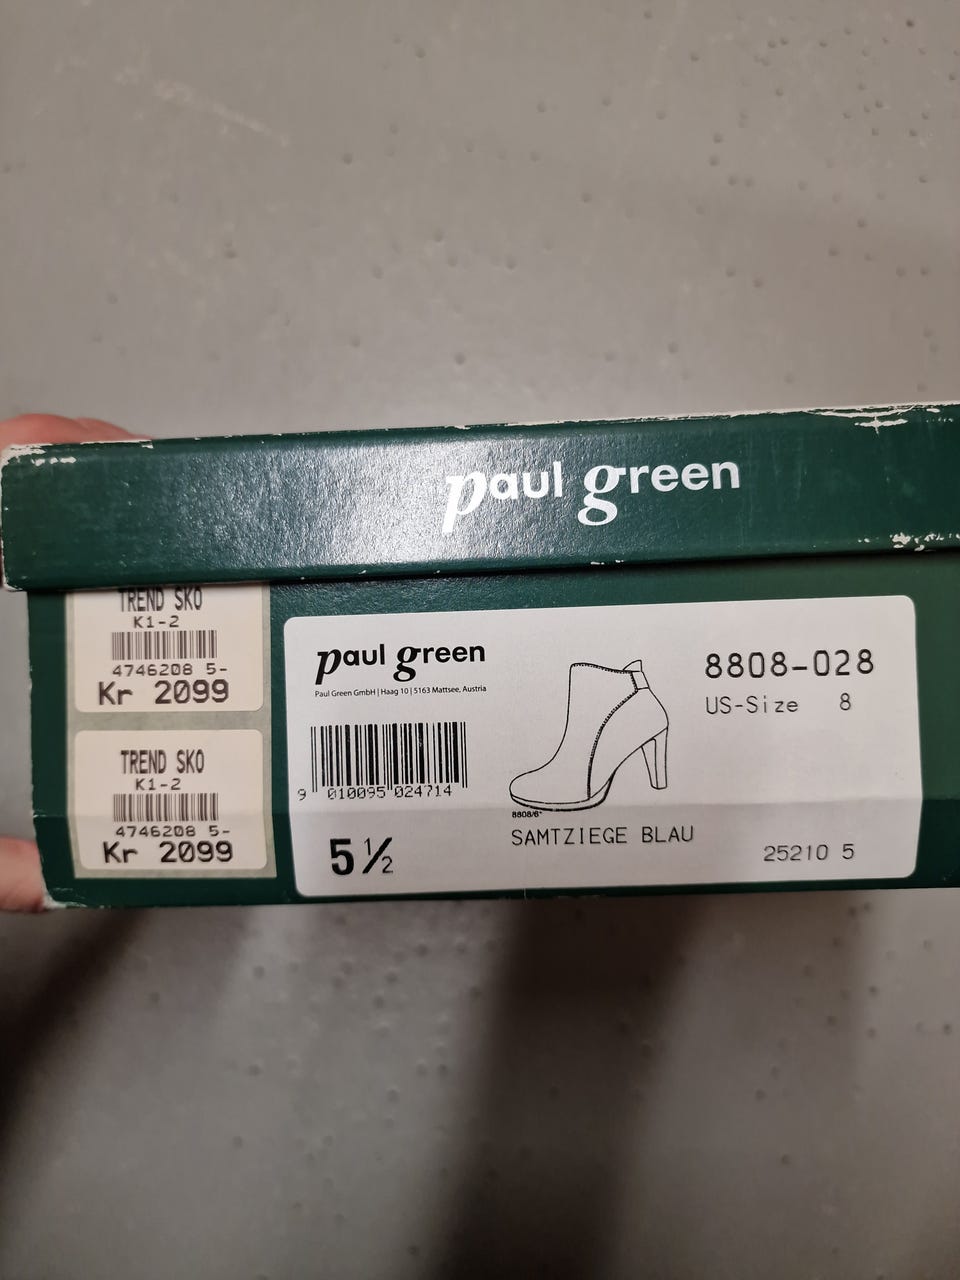 paul green
TREND SKO
K1-2
4746208 5-
Kr 2099
TREND SKO
K1-2
4746208 5-
Kr 2099
paul green
Paul Green GmbH | Haag 10 | 5163 Mattsee, Austria
9 010095 024714
5 ½
8808-028
US-Size 8
8808/6*
SAMTZIEGE BLAU
25210 5